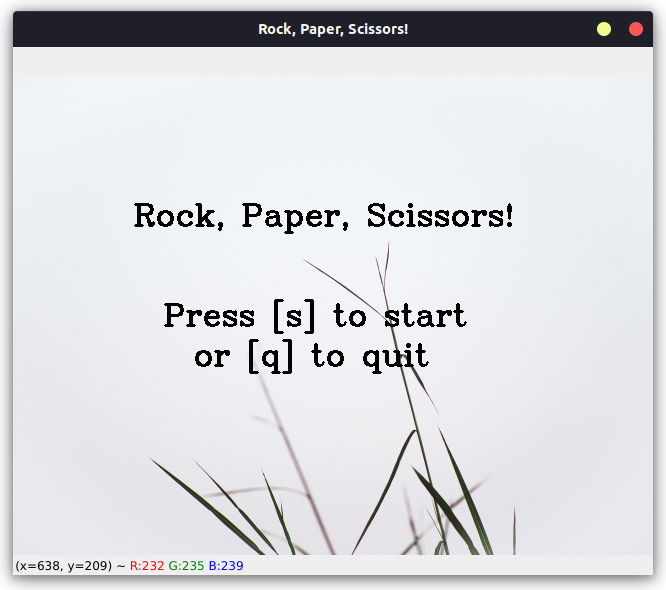 Rock, Paper, Scissors!
Rock, Paper, Scissors!
Press [s] to start
or [q] to quit
(x=638, y=209) ~ R:232 G:235 B:239